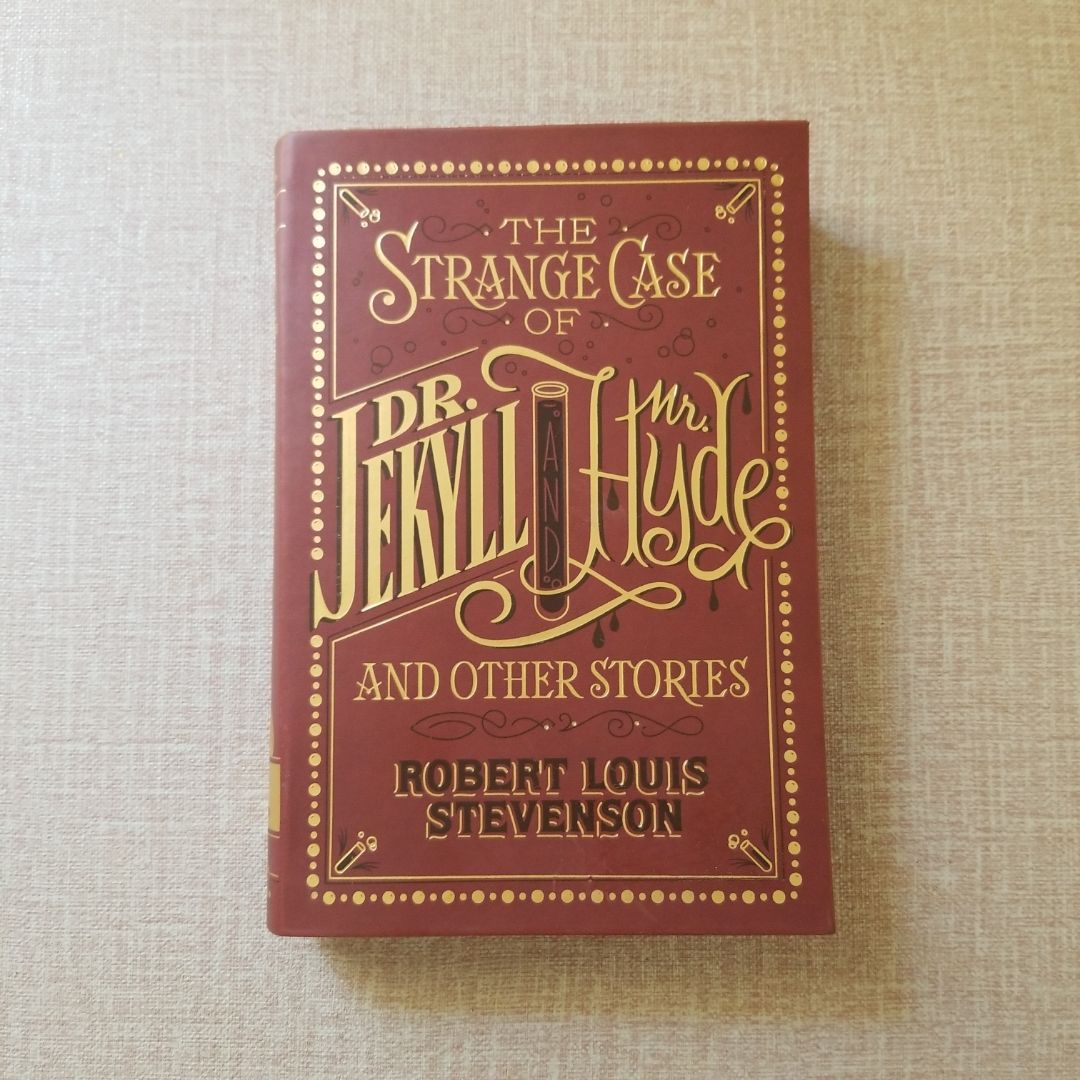 THE
STRANGE CASE
OF
DR.
JEKYLL
AND
Mr.
Hyde
AND OTHER STORIES
ROBERT LOUIS
STEVENSON